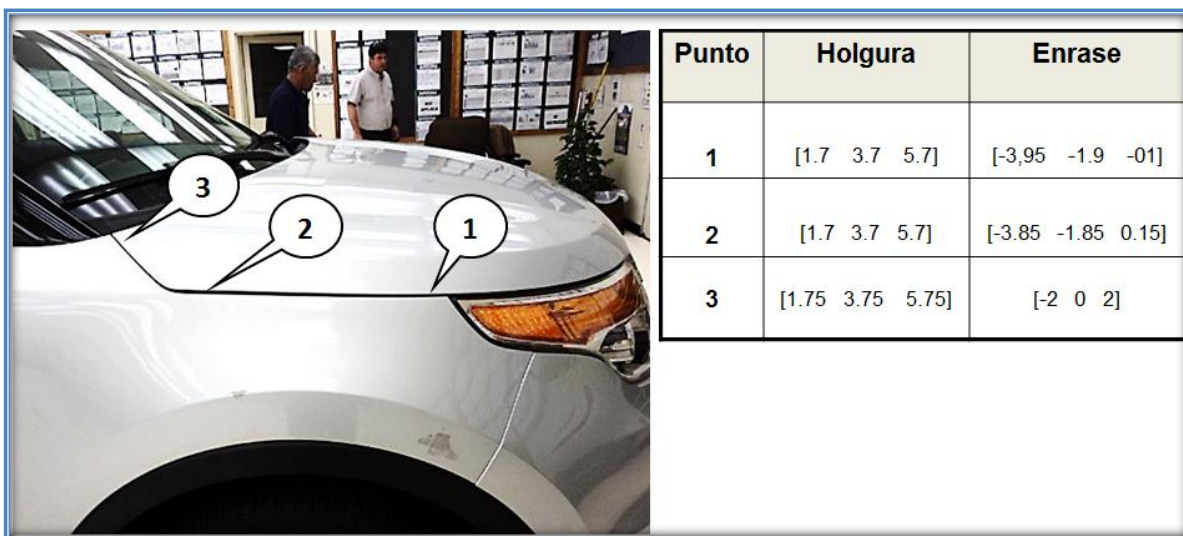 3
2
1
Punto Holgura Enrase
1 [1.7 3.7 5.7] [-3,95 -1.9 -01]
2 [1.7 3.7 5.7] [-3.85 -1.85 0.15]
3 [1.75 3.75 5.75] [-2 0 2]